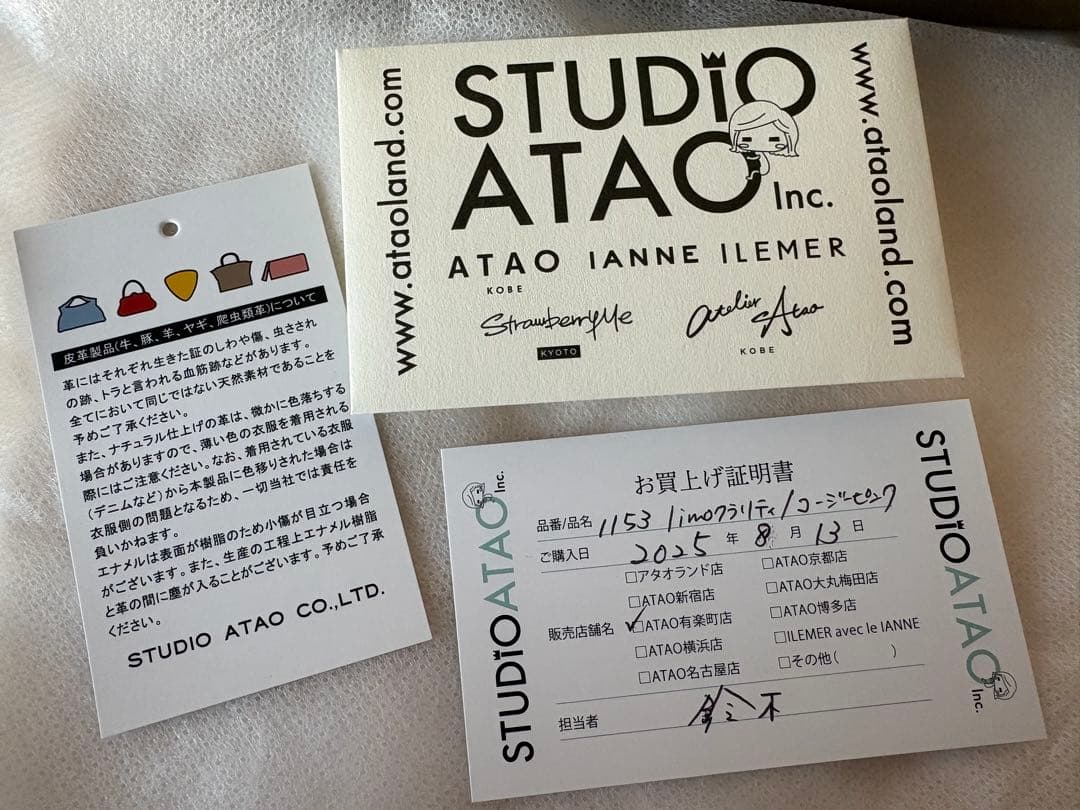 www.ataoland.com
STUDiO
ATAO Inc.
ATAO IANNE ILEMER
KOBE
StrawberryMe
KYOTO
atelier Atao
KOBE
www.ataoland.com
皮革製品(牛、豚、羊、ヤギ、爬虫類革)について
革にはそれぞれ生きた証のしわや傷、虫さされ
の跡、トラと言われる血筋跡などがあります。
全てにおいて同じではない天然素材であることを
予めご了承ください。
また、ナチュラル仕上げの革は、微かに色落ちする
場合がありますので、薄い色の衣服を着用される
際にはご注意ください。なお、着用されている衣服
(デニムなど)から本製品に色移りされた場合は
衣服側の問題となるため、一切当社では責任を
負いかねます。
エナメルは表面が樹脂のため小傷が目立つ場合
がございます。また、生産の工程上エナメル樹脂
と革の間に塵が入ることがございます。予めご了承
ください。
STUDIO ATAO CO.,LTD.
STUDiOATAO Inc.
お買上げ証明書
品番/品名 1153 limoクラリティ/コージーピンク
ご購入日 2025 年 8 月 13 日
販売店舗名
□アタオランド店 □ATAO京都店
□ATAO新宿店 □ATAO大丸梅田店
✓□ATAO有楽町店 □ATAO博多店
□ATAO横浜店 □ILEMER avec le IANNE
□ATAO名古屋店 □その他( )
担当者 鈴木
STUDiOATAO Inc.